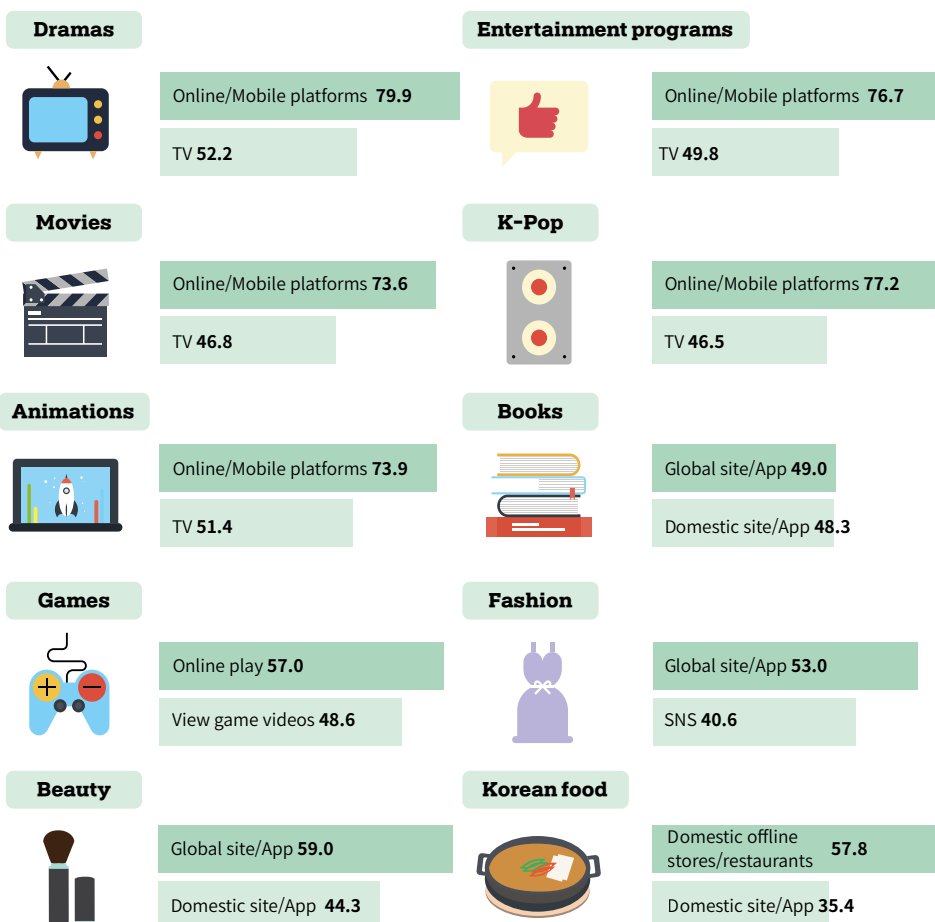 Dramas
Online/Mobile platforms 79.9
TV 52.2
Entertainment programs
Online/Mobile platforms 76.7
TV 49.8
Movies
Online/Mobile platforms 73.6
TV 46.8
K-Pop
Online/Mobile platforms 77.2
TV 46.5
Animations
Online/Mobile platforms 73.9
TV 51.4
Books
Global site/App 49.0
Domestic site/App 48.3
Games
Online play 57.0
View game videos 48.6
Fashion
Global site/App 53.0
SNS 40.6
Beauty
Global site/App 59.0
Domestic site/App 44.3
Korean food
Domestic offline
stores/restaurants 57.8
Domestic site/App 35.4